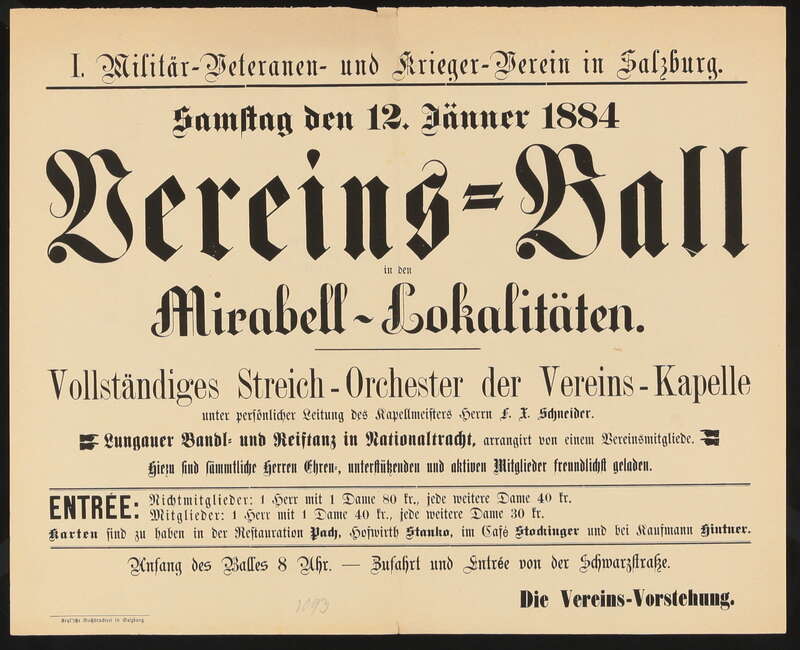 I. Militär-Veteranen- und Krieger-Verein in Salzburg.
Samstag den 12. Jänner 1884
Vereins-Ball
in den
Mirabell-Lokalitäten.
Vollständiges Streich-Orchester der Vereins-Kapelle
unter persönlicher Leitung des Kapellmeisters Herrn F. X. Schneider.
Lungauer Bandl- und Reiftanz in Nationaltracht, arrangirt von einem Vereinsmitgliede.
Hiezu sind sämmtliche Herren Ehren-, unterstützenden und aktiven Mitglieder freundlichst geladen.
ENTRÉE: Nichtmitglieder: 1 Herr mit 1 Dame 80 kr., jede weitere Dame 40 kr.
Mitglieder: 1 Herr mit 1 Dame 40 kr., jede weitere Dame 30 kr.
Karten sind zu haben in der Restauration Pach, Hofwirth Stanko, im Café Stockinger und bei Kaufmann Hintner.
Anfang des Balles 8 Uhr. — Zufahrt und Entrée von der Schwarzstraße.
Die Vereins-Vorstehung.
1093
Buchdruckerei in Salzburg.